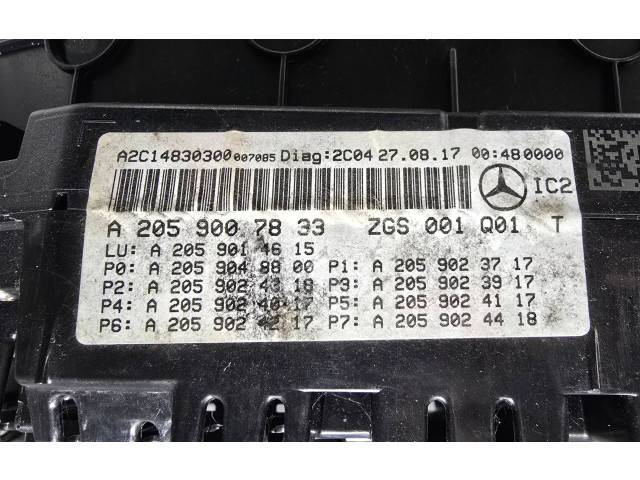 A2C14830300007085 Diag:2C04 27.08.17 00:480000
IC2
A 205 900 78 33 ZGS 001 Q01 T
LU: A 205 901 46 15
P0: A 205 904 98 00 P1: A 205 902 37 17
P2: A 205 902 43 18 P3: A 205 902 39 17
P4: A 205 902 40 17 P5: A 205 902 41 17
P6: A 205 902 42 17 P7: A 205 902 44 18